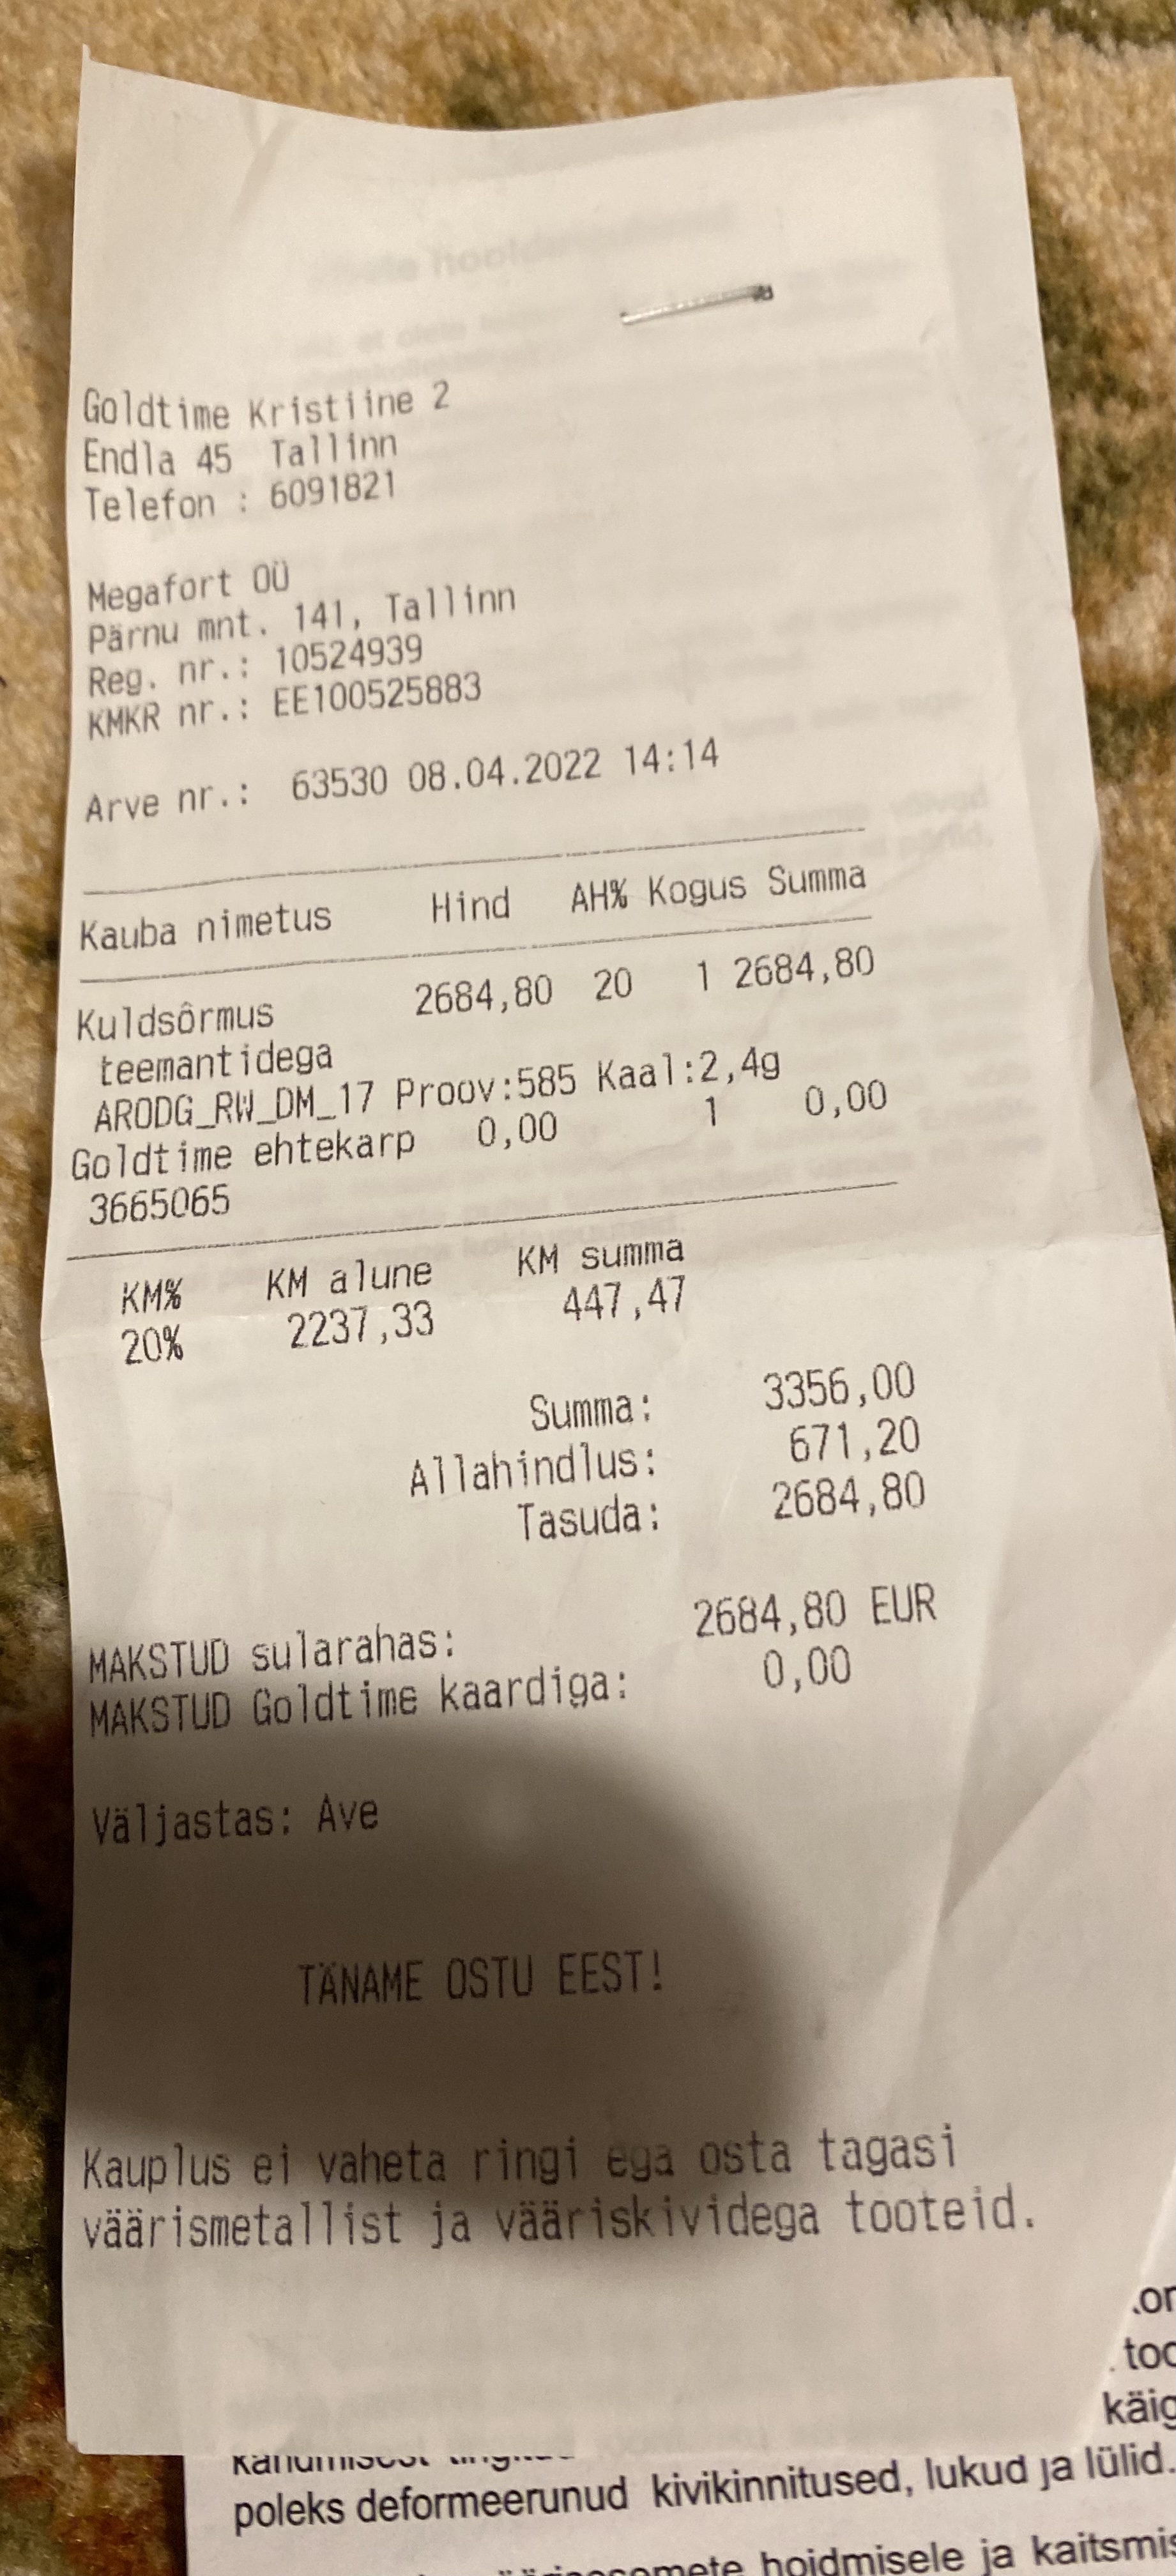 Goldtime Kristiine 2
Endla 45 Tallinn
Telefon : 6091821
Megafort OÜ
Pärnu mnt. 141, Tallinn
Reg. nr.: 10524939
KMKR nr.: EE100525883
Arve nr.: 63530 08.04.2022 14:14
Kauba nimetus Hind AH% Kogus Summa
Kuldsôrmus 2684,80 20 1 2684,80
teemantidega
ARODG_RW_DM_17 Proov:585 Kaal:2,4g
Goldtime ehtekarp 0,00 1 0,00
3665065
KM% KM alune KM summa
20% 2237,33 447,47
Summa: 3356,00
Allahindlus: 671,20
Tasuda: 2684,80
MAKSTUD sularahas: 2684,80 EUR
MAKSTUD Goldtime kaardiga: 0,00
Väljastas: Ave
TÄNAME OSTU EEST!
Kauplus ei vaheta ringi ega osta tagasi
väärismetallist ja vääriskividega tooteid.
poleks deformeerunud kivikinnitused, lukud ja lülid.
hoidmisele ja